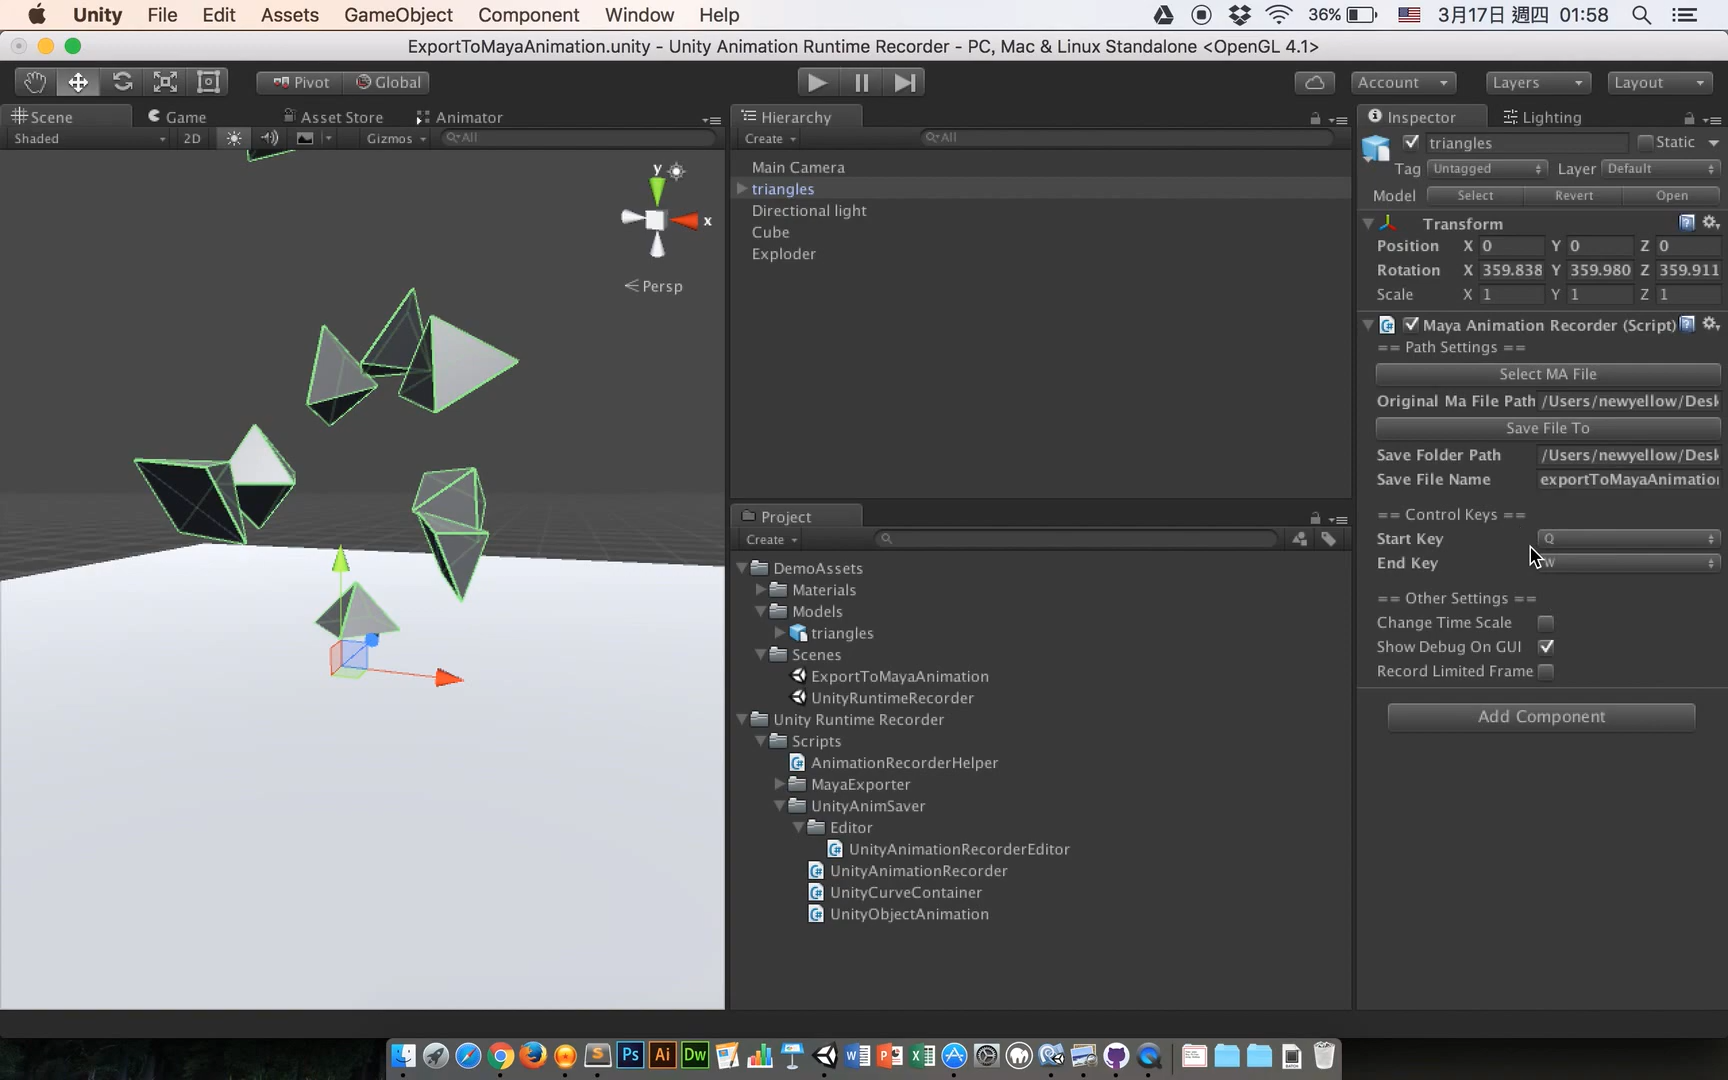 Unity File Edit Assets GameObject Component Window Help 36% 3月17日 週四 01:58
ExportToMayaAnimation.unity - Unity Animation Runtime Recorder - PC, Mac & Linux Standalone <OpenGL 4.1>
Pivot Global Account Layers Layout
Scene Game Asset Store Animator
Shaded 2D Gizmos All
y
x
Persp
Hierarchy
Create All
Main Camera
triangles
Directional light
Cube
Exploder
Project
Create
DemoAssets
Materials
Models
triangles
Scenes
ExportToMayaAnimation
UnityRuntimeRecorder
Unity Runtime Recorder
Scripts
AnimationRecorderHelper
MayaExporter
UnityAnimSaver
Editor
UnityAnimationRecorderEditor
UnityAnimationRecorder
UnityCurveContainer
UnityObjectAnimation
Inspector Lighting
triangles Static
Tag Untagged Layer Default
Model Select Revert Open
Transform
Position X 0 Y 0 Z 0
Rotation X 359.838 Y 359.980 Z 359.911
Scale X 1 Y 1 Z 1
Maya Animation Recorder (Script)
== Path Settings ==
Select MA File
Original Ma File Path /Users/newyellow/Desk
Save File To
Save Folder Path /Users/newyellow/Desk
Save File Name exportToMayaAnimation
== Control Keys ==
Start Key Q
End Key W
== Other Settings ==
Change Time Scale
Show Debug On GUI
Record Limited Frame
Add Component
Ps Ai Dw